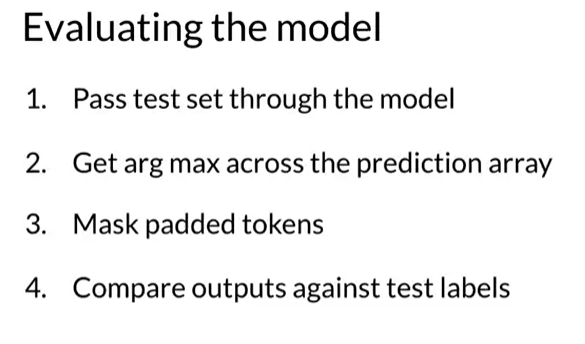 Evaluating the model
1. Pass test set through the model
2. Get arg max across the prediction array
3. Mask padded tokens
4. Compare outputs against test labels